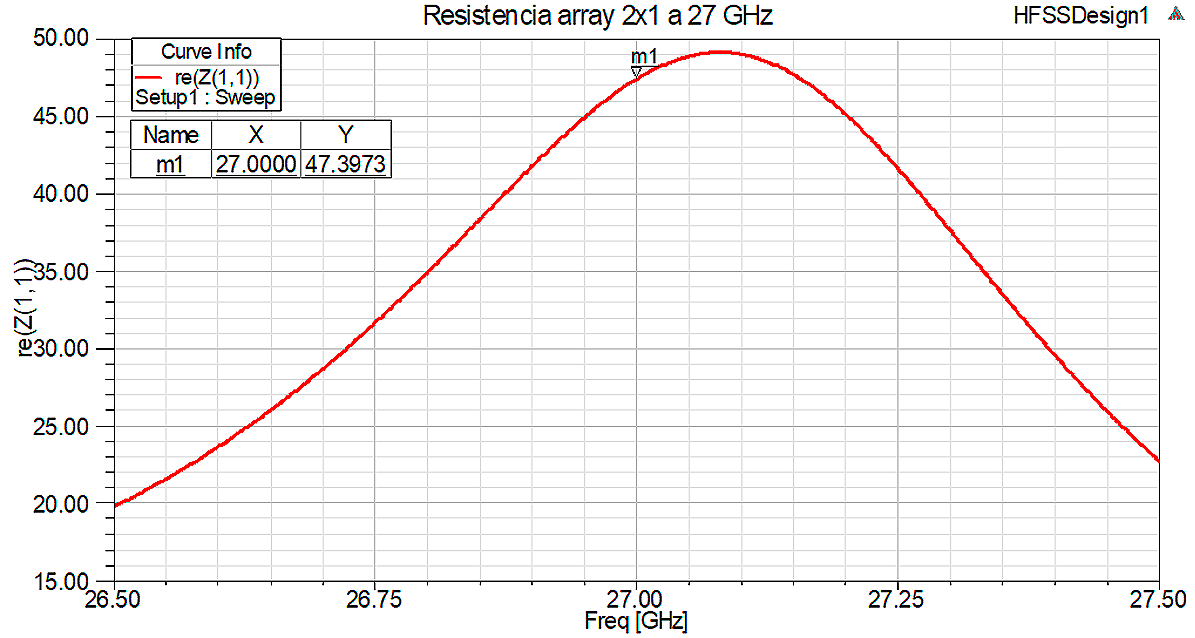 Resistencia array 2x1 a 27 GHz
HFSSDesign1
Curve Info
re(Z(1,1))
Setup1 : Sweep
Name X Y
m1 27.0000 47.3973
m1
re(Z(1,1))
50.00
45.00
40.00
35.00
30.00
25.00
20.00
15.00
26.50 26.75 27.00 27.25 27.50
Freq [GHz]